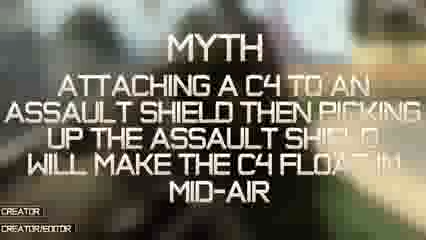 MYTH
ATTACHING A C4 TO AN
ASSAULT SHIELD THEN PICKING
UP THE ASSAULT SHIELD
WILL MAKE THE C4 FLOAT IN
MID-AIR
CREATOR
CREATOR/EDITOR